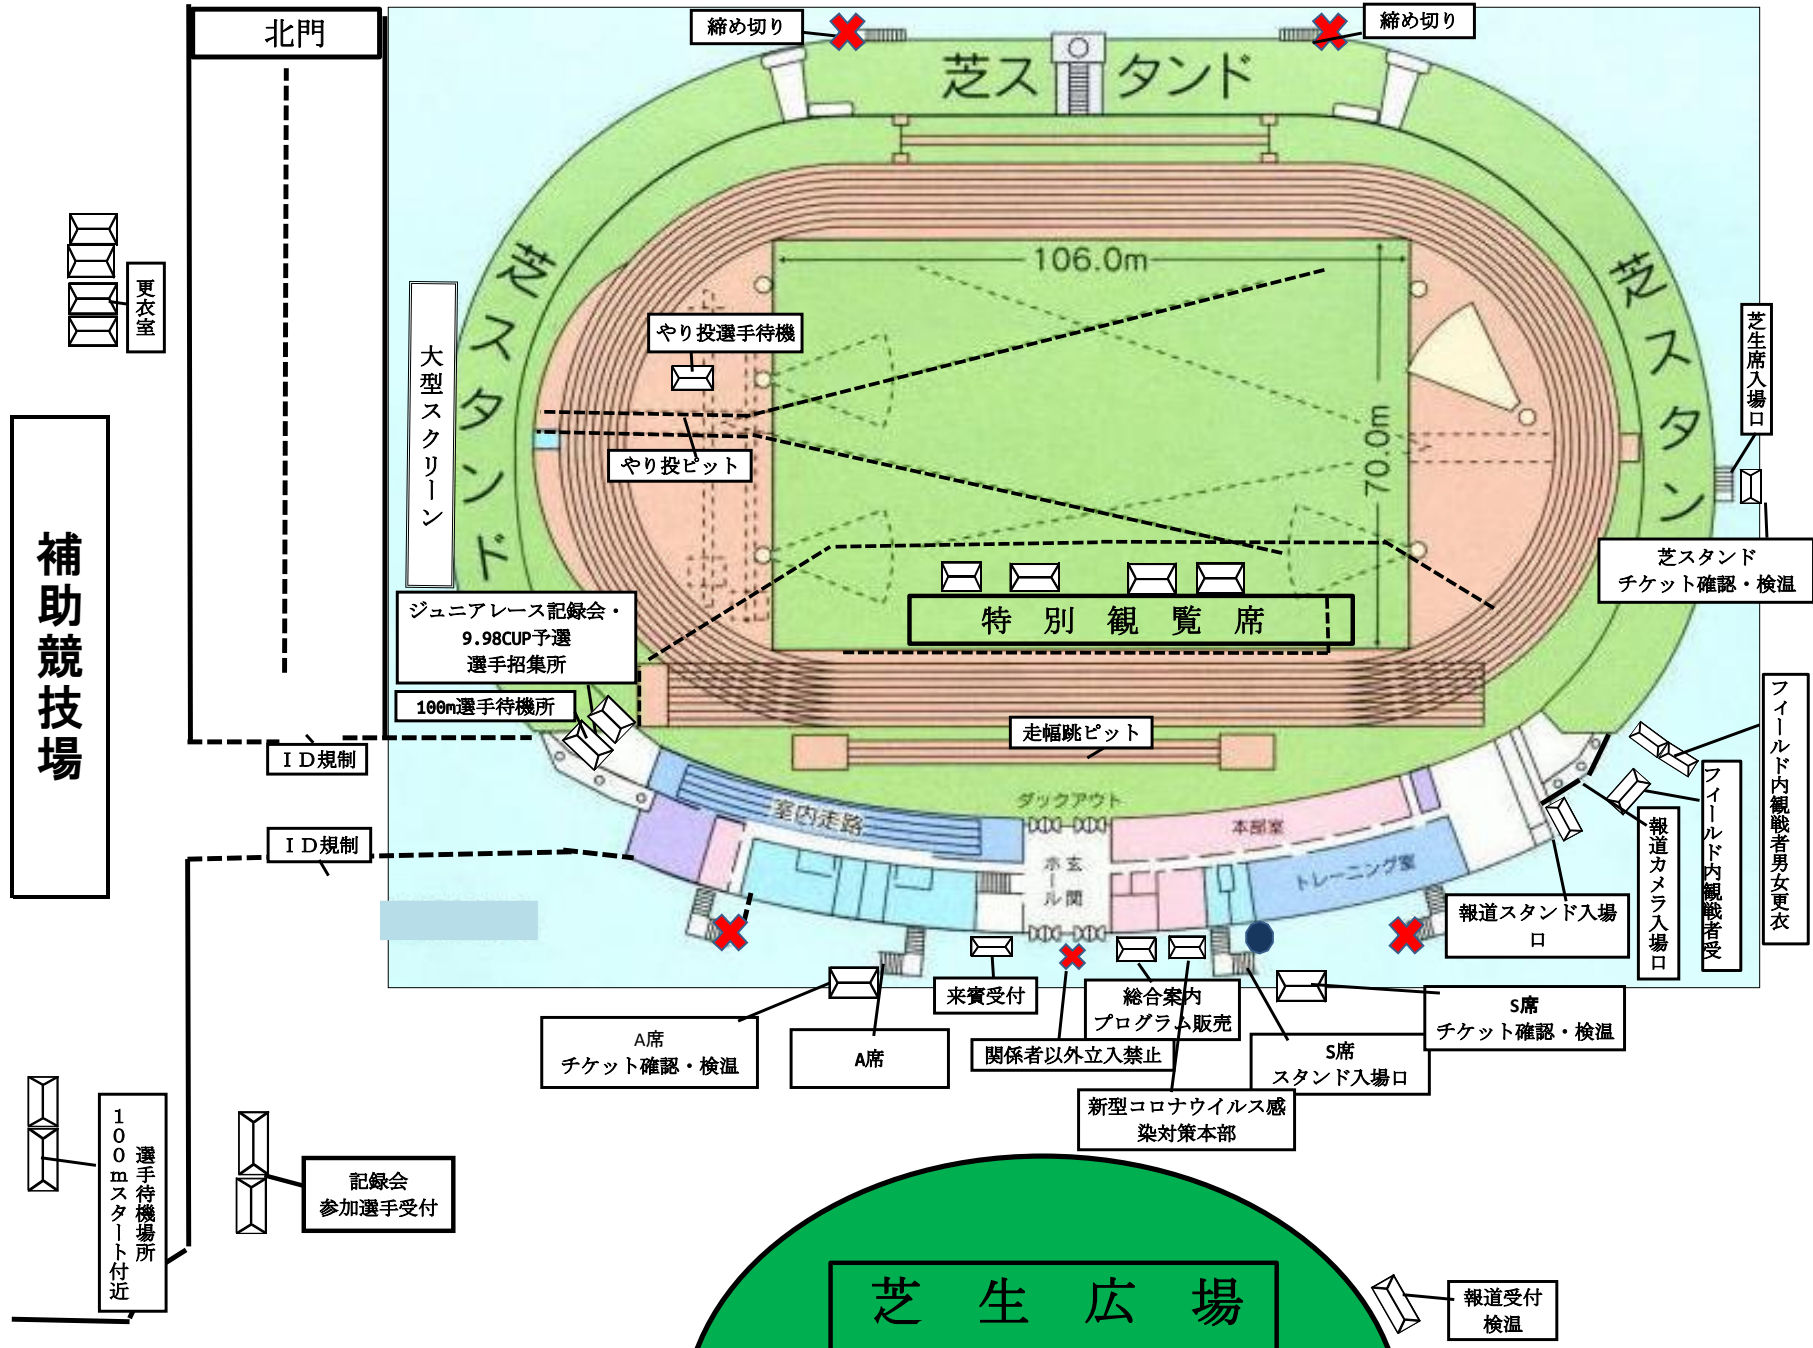 北門
締め切り
締め切り
芝スタンド
芝スタンド
芝スタン
106.0m
70.0m
更衣室
大型スクリーン
やり投選手待機
やり投ピット
芝生席入場口
補助競技場
芝スタンド
チケット確認・検温
ジュニアレース記録会・
9.98CUP予選
選手招集所
特別観覧席
100m選手待機所
走幅跳ピット
ＩＤ規制
フィールド内観戦者男女更衣
フィールド内観戦者受
報道カメラ入場口
ダックアウト
室内走路
本部室
ＩＤ規制
玄関
ホール
トレーニング室
報道スタンド入場
口
来賓受付
総合案内
プログラム販売
S席
チケット確認・検温
A席
チケット確認・検温
A席
関係者以外立入禁止
S席
スタンド入場口
新型コロナウイルス感
染対策本部
選手待機場所
１００ｍスタート付近
記録会
参加選手受付
芝生広場
報道受付
検温